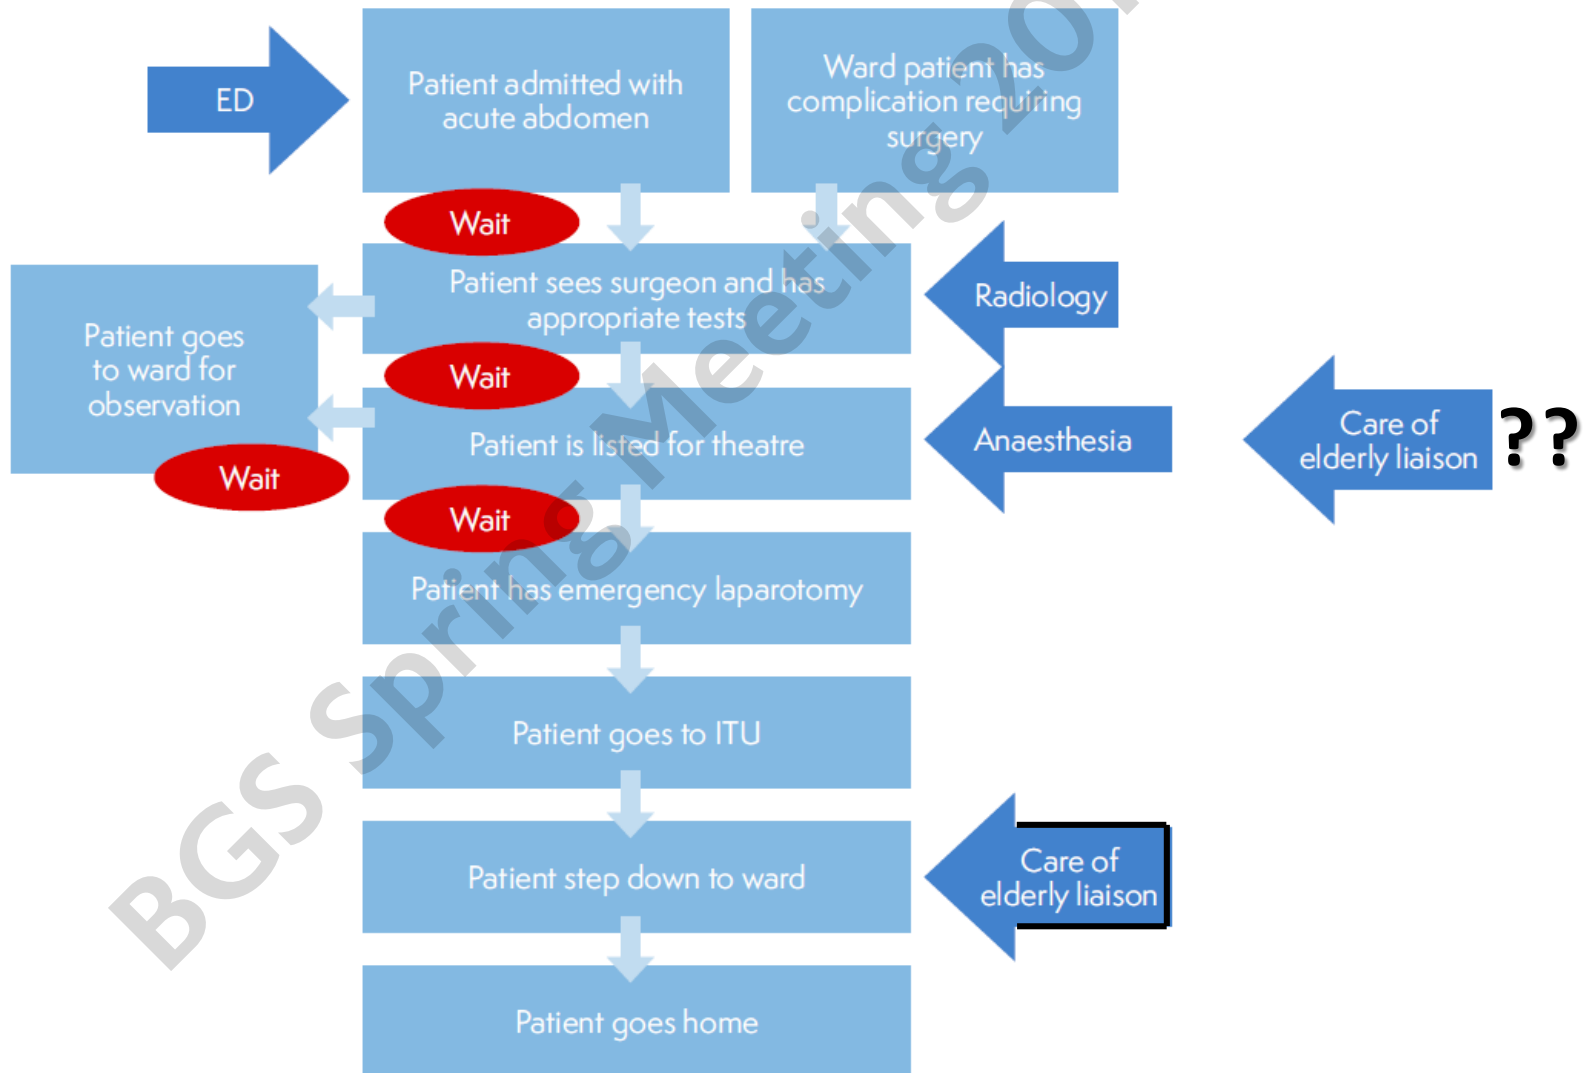 ED
Patient admitted with
acute abdomen
Ward patient has
complication requiring
surgery
Wait
Patient sees surgeon and has
appropriate tests
Radiology
Patient goes
to ward for
observation
Wait
Wait
Patient is listed for theatre
Anaesthesia
Care of
elderly liaison
??
Wait
Patient has emergency laparotomy
Patient goes to ITU
Patient step down to ward
Care of
elderly liaison
Patient goes home
BGS Spring Meeting